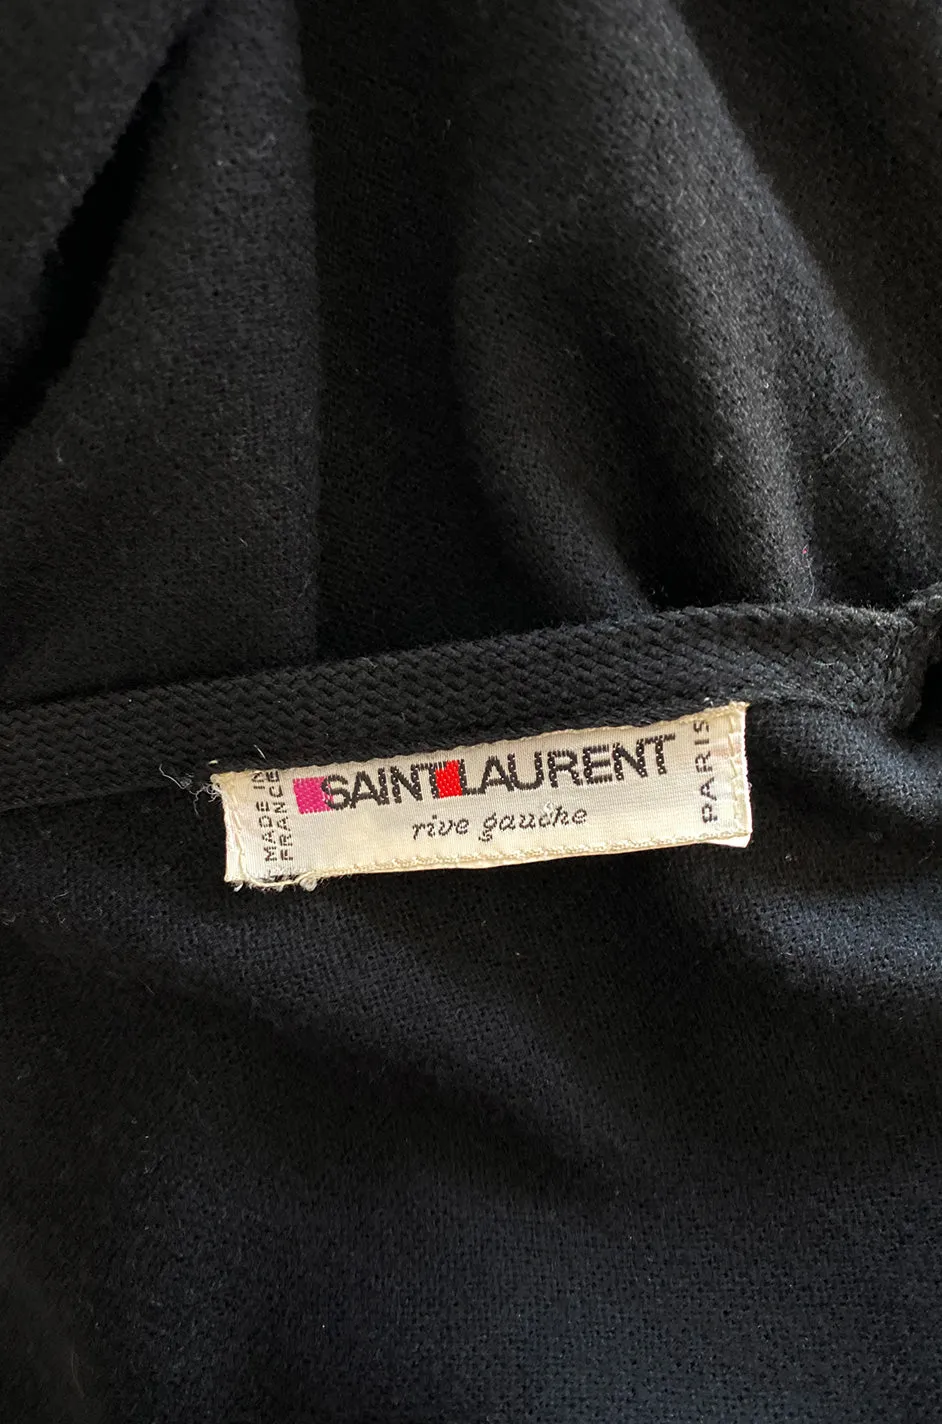 MADE IN
FRANCE
SAINT LAURENT
rive gauche
PARIS